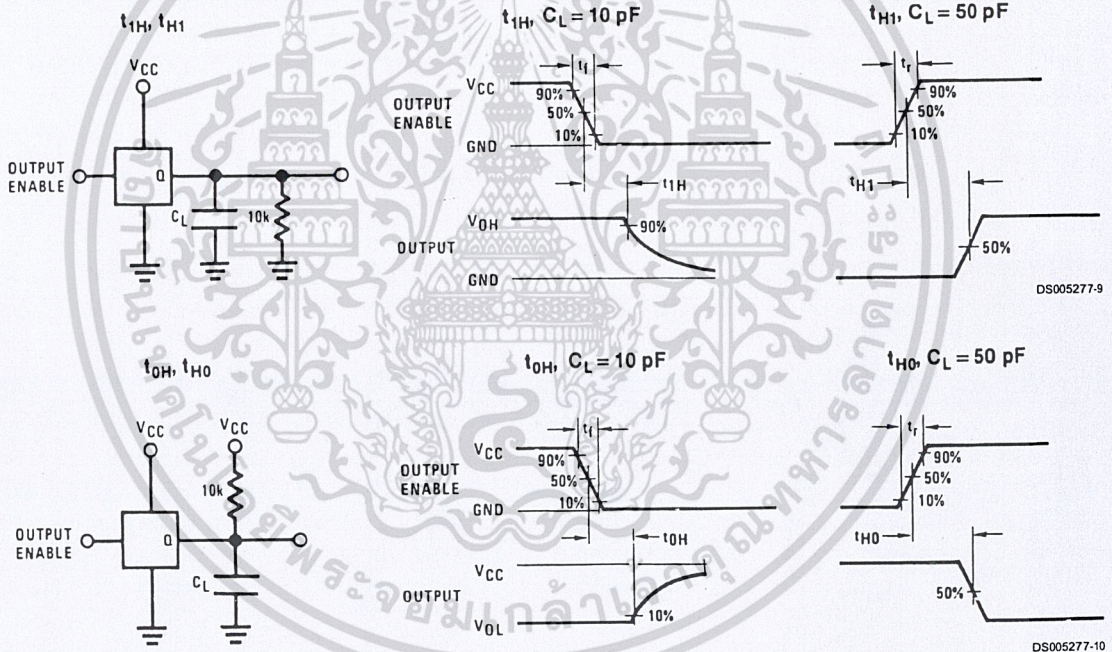 t1H, tH1
VCC
OUTPUT
ENABLE
Q
CL
10k
t1H, CL = 10 pF
tf
VCC
90%
OUTPUT
ENABLE
50%
10%
GND
t1H
VOH
90%
OUTPUT
GND
tH1, CL = 50 pF
tr
90%
50%
10%
tH1
50%
DS005277-9
t0H, tH0
VCC
VCC
10k
OUTPUT
ENABLE
Q
CL
t0H, CL = 10 pF
tf
VCC
90%
OUTPUT
ENABLE
50%
10%
GND
t0H
VCC
OUTPUT
10%
VOL
tH0, CL = 50 pF
tr
90%
50%
10%
tH0
50%
DS005277-10